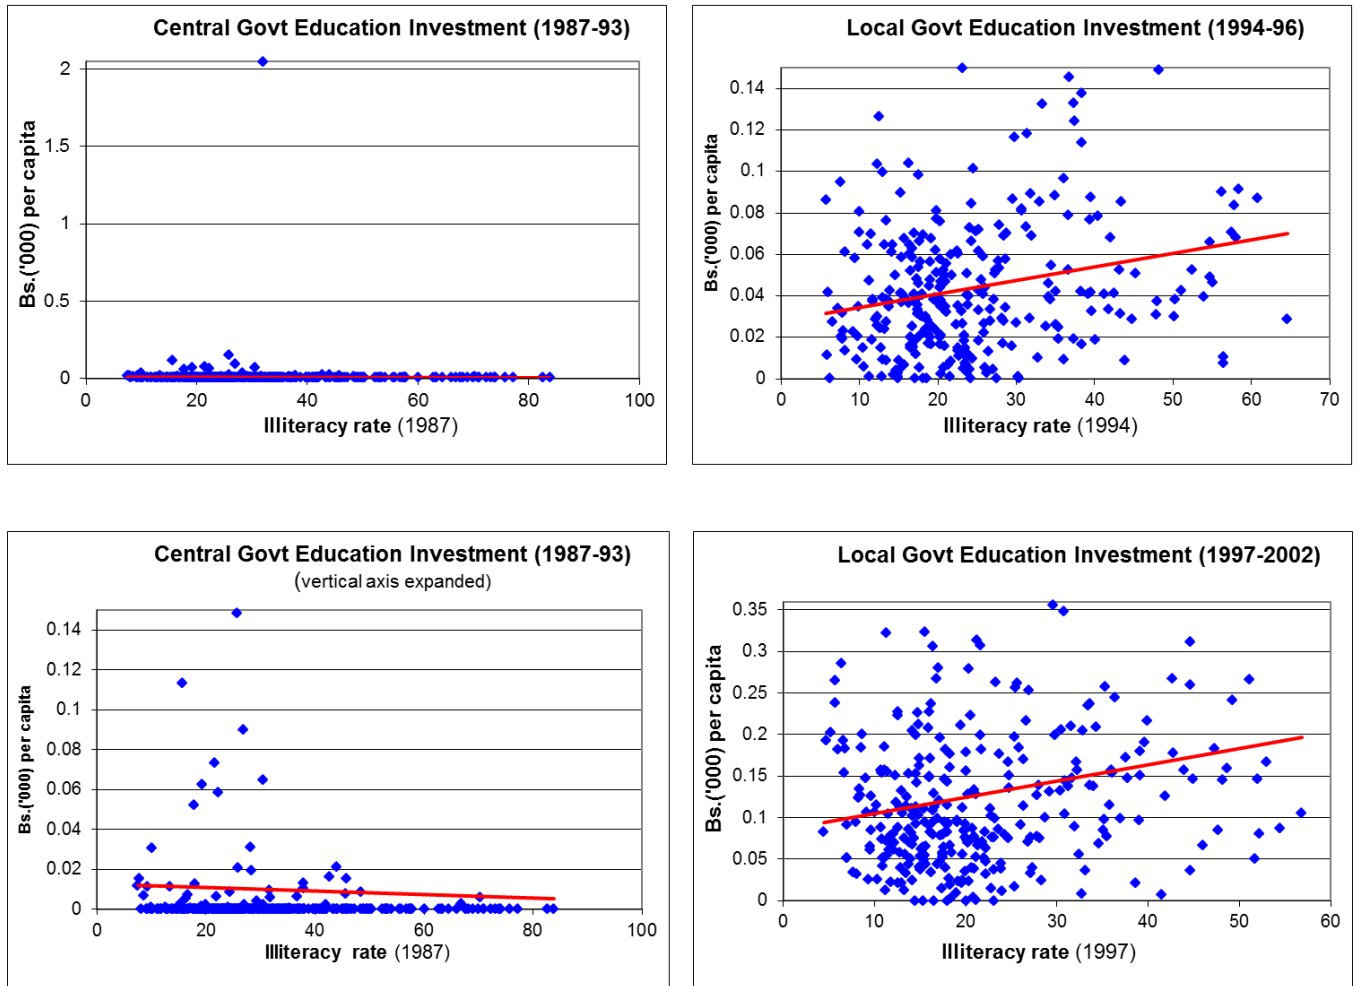 Central Govt Education Investment (1987-93)
Bs.('000) per capita
2
1.5
1
0.5
0
0 20 40 60 80 100
Illiteracy rate (1987)
Local Govt Education Investment (1994-96)
Bs.('000) per capita
0.14
0.12
0.1
0.08
0.06
0.04
0.02
0
0 10 20 30 40 50 60 70
Illiteracy rate (1994)
Central Govt Education Investment (1987-93)
(vertical axis expanded)
Bs.('000) per capita
0.14
0.12
0.1
0.08
0.06
0.04
0.02
0
0 20 40 60 80 100
Illiteracy rate (1987)
Local Govt Education Investment (1997-2002)
Bs.('000) per capita
0.35
0.3
0.25
0.2
0.15
0.1
0.05
0
0 10 20 30 40 50 60
Illiteracy rate (1997)